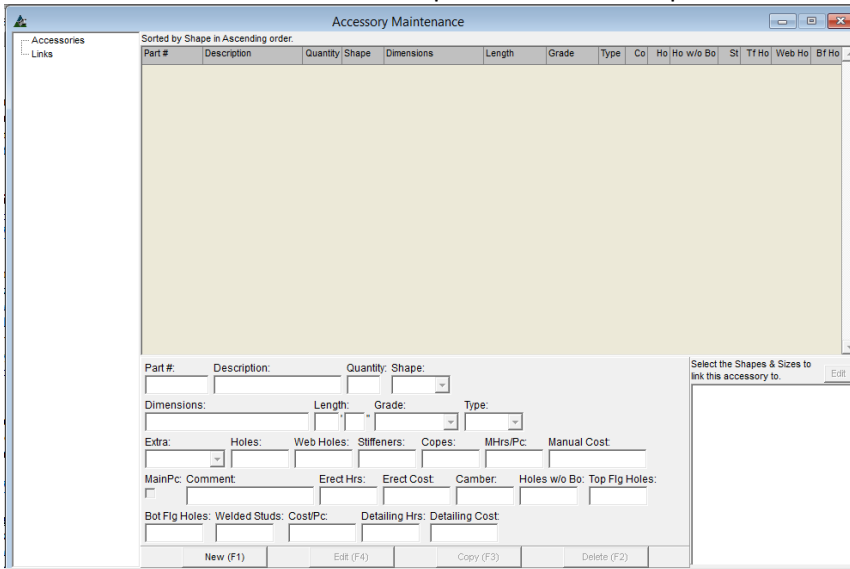 Accessory Maintenance
Accessories
Links
Sorted by Shape in Ascending order.
Part # Description Quantity Shape Dimensions Length Grade Type Co Ho Ho w/o Bo St Tf Ho Web Ho Bf Ho
Part #: Description: Quantity: Shape:
Dimensions: Length: Grade: Type:
' "
Extra: Holes: Web Holes: Stiffeners: Copes: MHrs/Pc: Manual Cost:
MainPc: Comment: Erect Hrs: Erect Cost: Camber: Holes w/o Bo: Top Flg Holes:
Bot Flg Holes: Welded Studs: Cost/Pc: Detailing Hrs: Detailing Cost:
New (F1) Edit (F4) Copy (F3) Delete (F2)
Select the Shapes & Sizes to
link this accessory to.
Edit